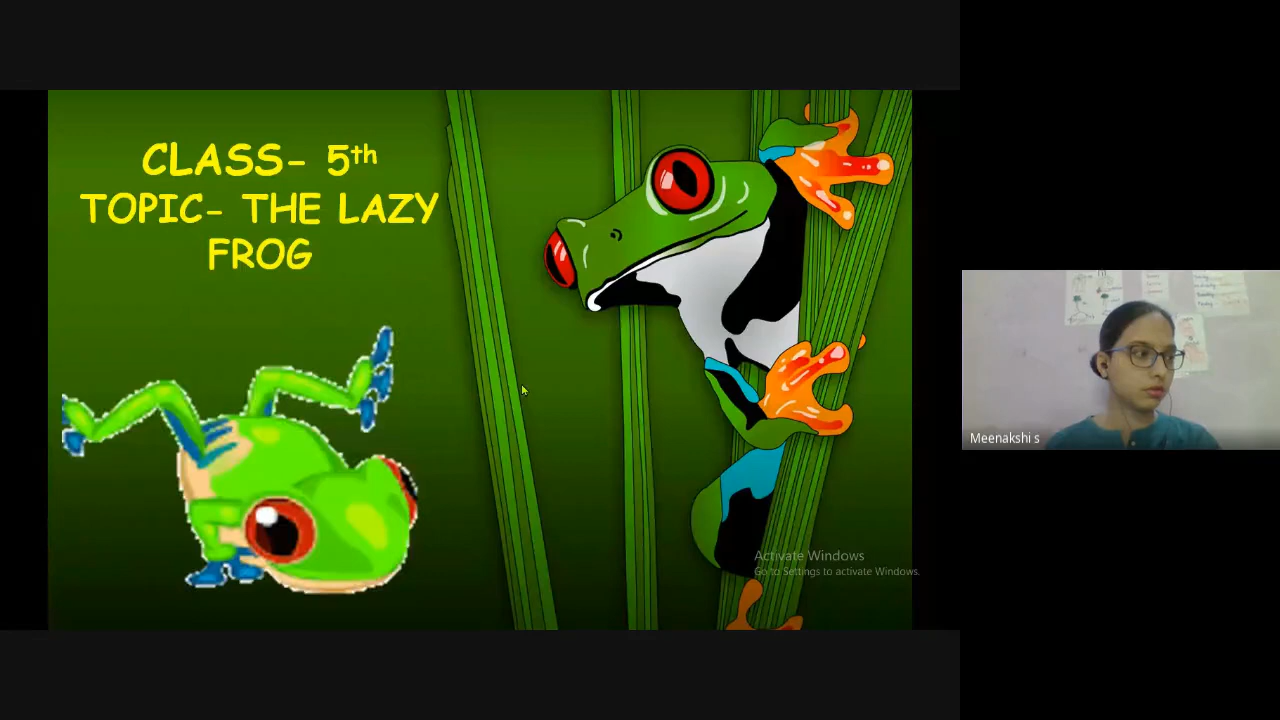 CLASS- 5th
TOPIC- THE LAZY
FROG
Activate Windows
Go to Settings to activate Windows.
Meenakshi s